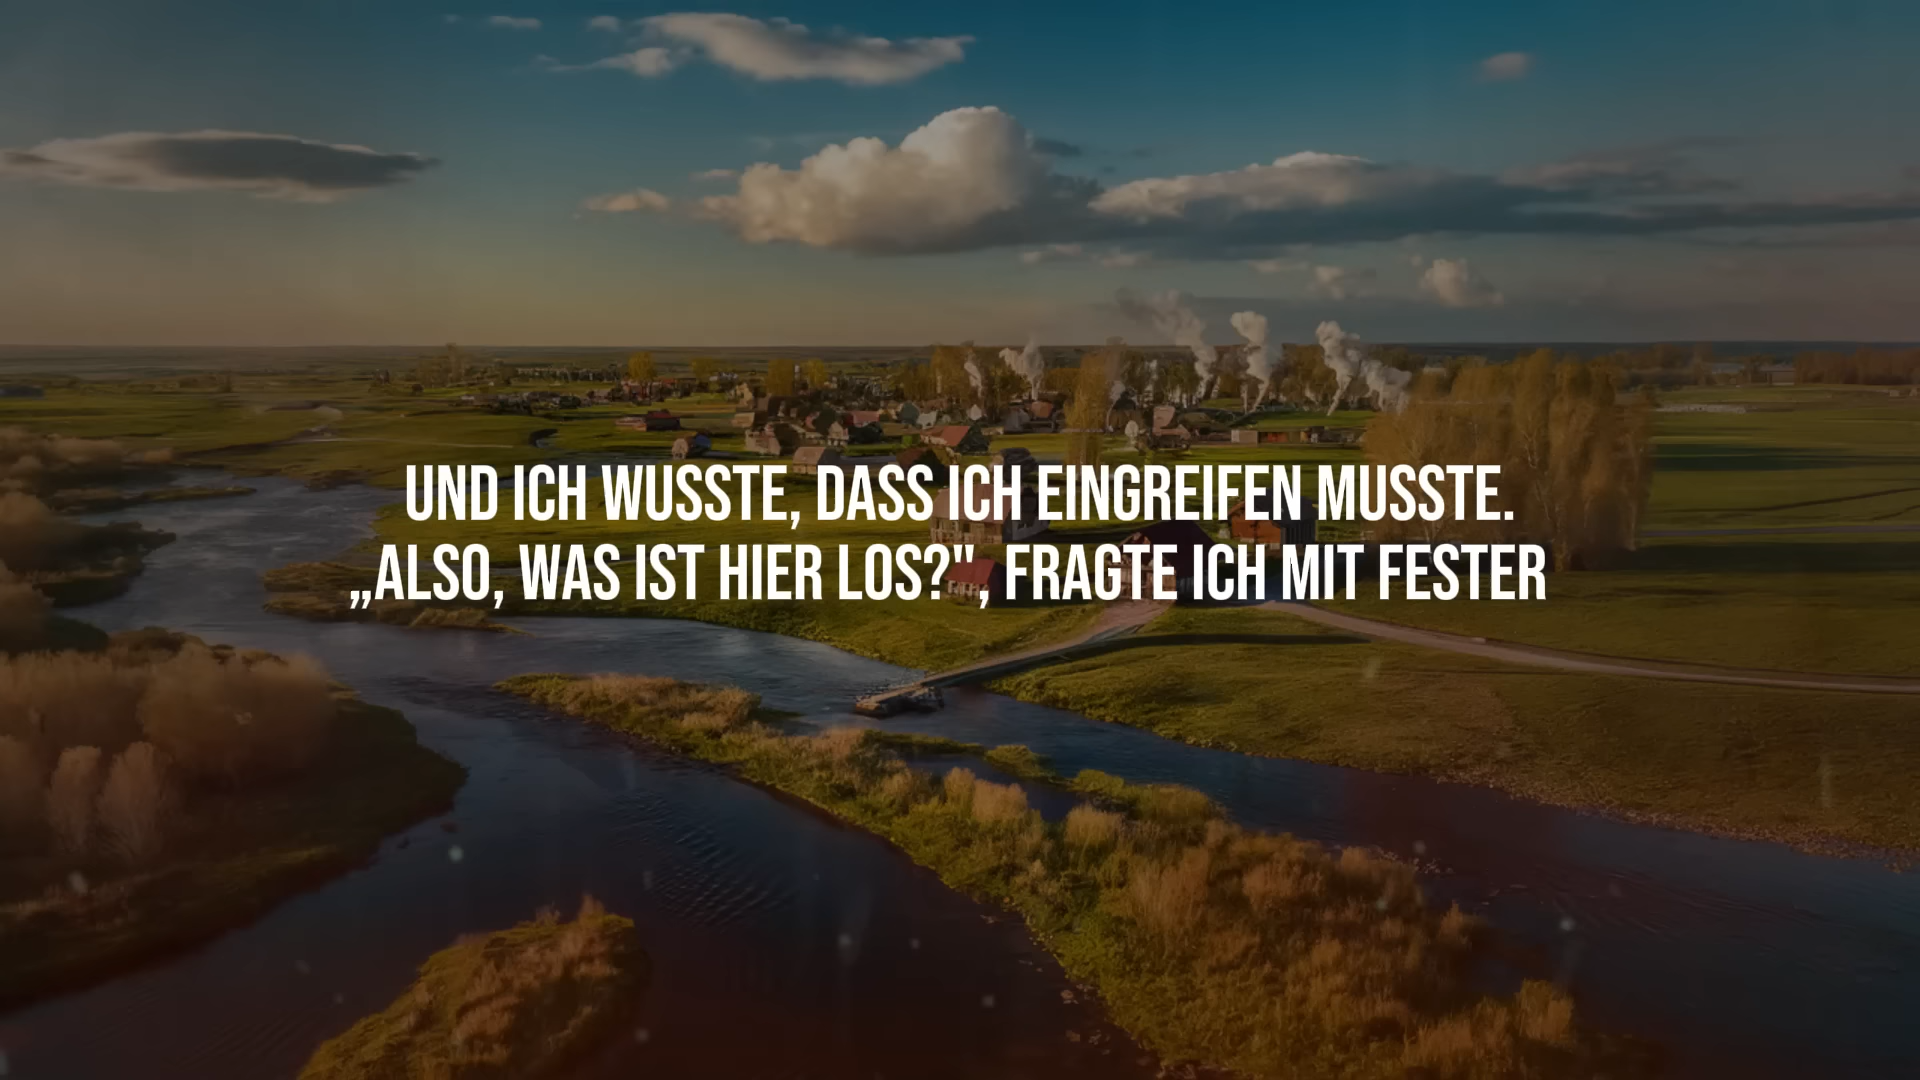 UND ICH WUSSTE, DASS ICH EINGREIFEN MUSSTE.
„ALSO, WAS IST HIER LOS?", FRAGTE ICH MIT FESTER